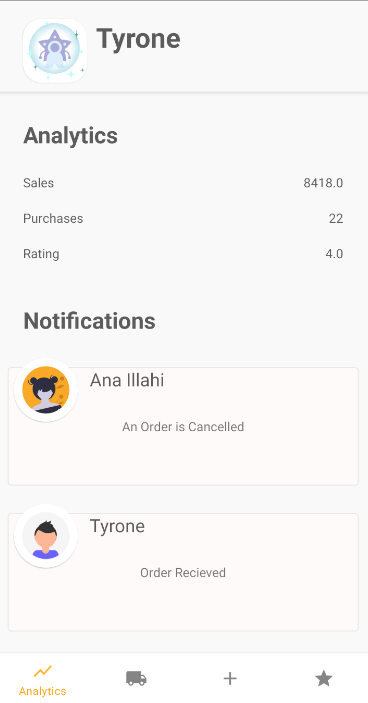 Tyrone
Analytics
Sales 8418.0
Purchases 22
Rating 4.0
Notifications
Ana Illahi
An Order is Cancelled
Tyrone
Order Recieved
Analytics